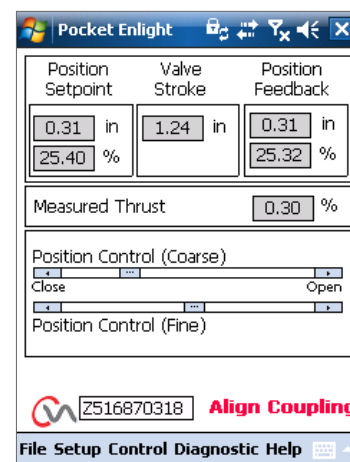 Pocket Enlight
Position Setpoint
Valve Stroke
Position Feedback
0.31 in
1.24 in
0.31 in
25.40 %
25.32 %
Measured Thrust 0.30 %
Position Control (Coarse)
Close Open
Position Control (Fine)
Z516870318 Align Coupling
File Setup Control Diagnostic Help